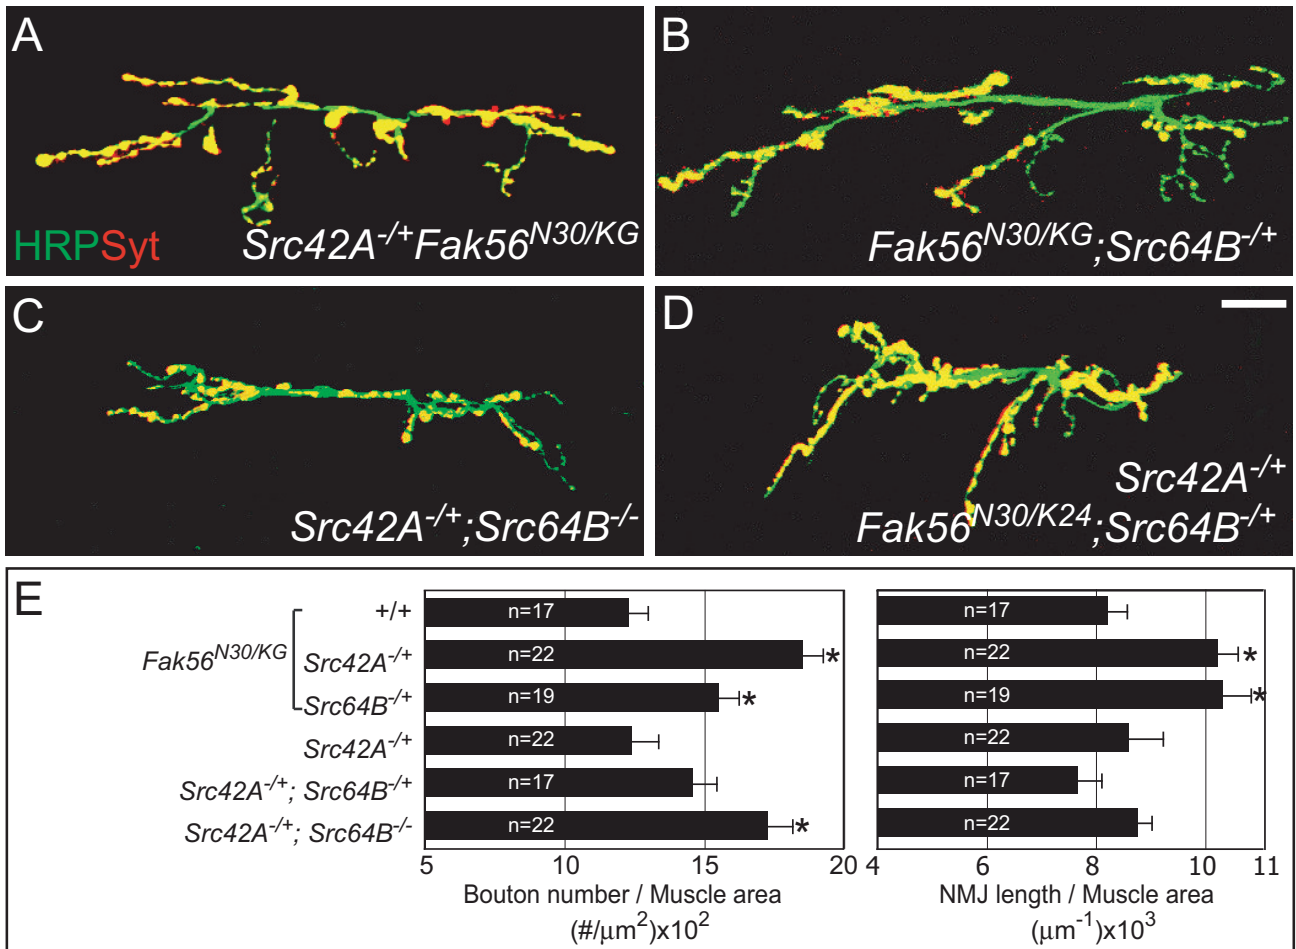 A
HRPSyt
Src42A-/+Fak56N30/KG
B
Fak56N30/KG;Src64B-/+
C
Src42A-/+;Src64B-/-
D
Src42A-/+
Fak56N30/K24;Src64B-/+
E
Fak56N30/KG
+/+
Src42A-/+
Src64B-/+
Src42A-/+
Src42A-/+; Src64B-/+
Src42A-/+; Src64B-/-
n=17
n=22
*
n=19
*
n=22
n=17
n=22
*
5 10 15 20
Bouton number / Muscle area
(#/μm2)x102
n=17
n=22
*
n=19
*
n=22
n=17
n=22
4 6 8 10 11
NMJ length / Muscle area
(μm-1)x103